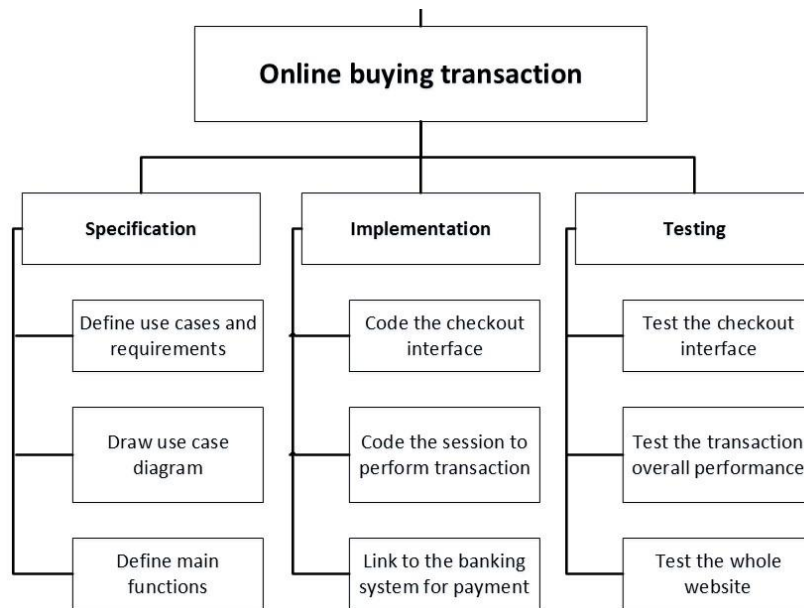 Online buying transaction
Specification
Implementation
Testing
Define use cases and
requirements
Code the checkout
interface
Test the checkout
interface
Draw use case
diagram
Code the session to
perform transaction
Test the transaction
overall performance
Define main
functions
Link to the banking
system for payment
Test the whole
website